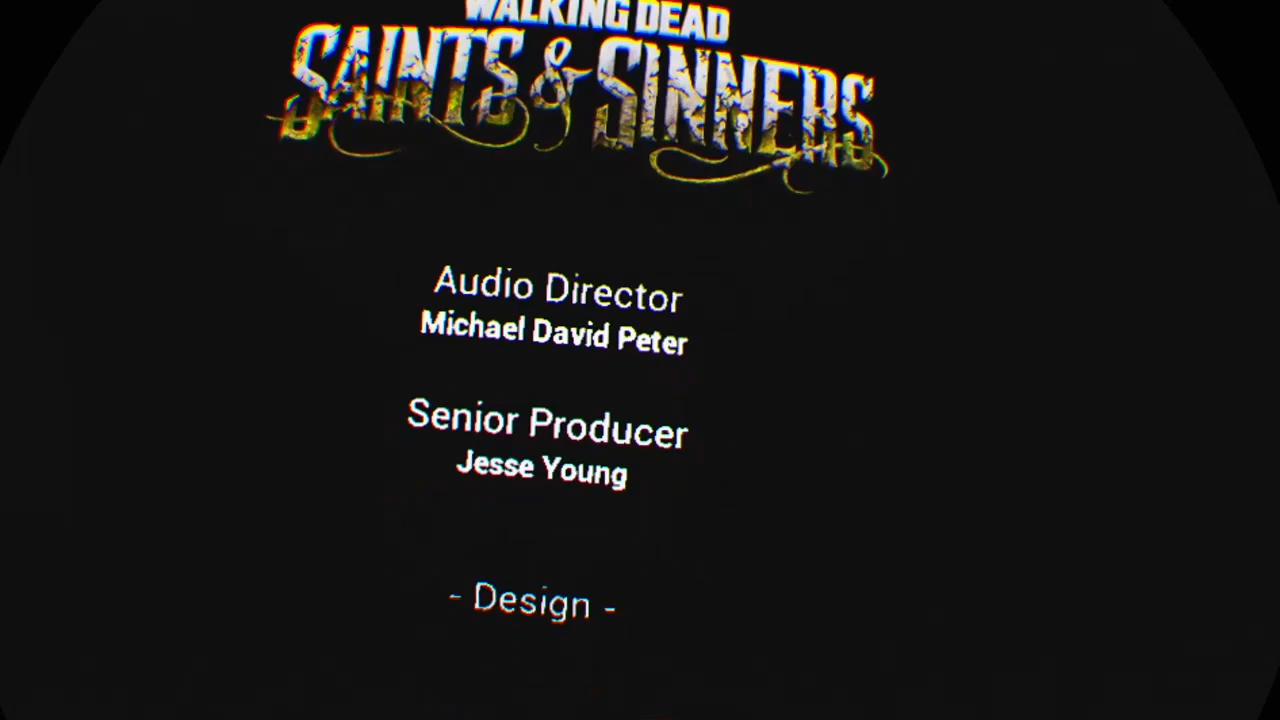 WALKING DEAD
SAINTS & SINNERS
Audio Director
Michael David Peter
Senior Producer
Jesse Young
- Design -